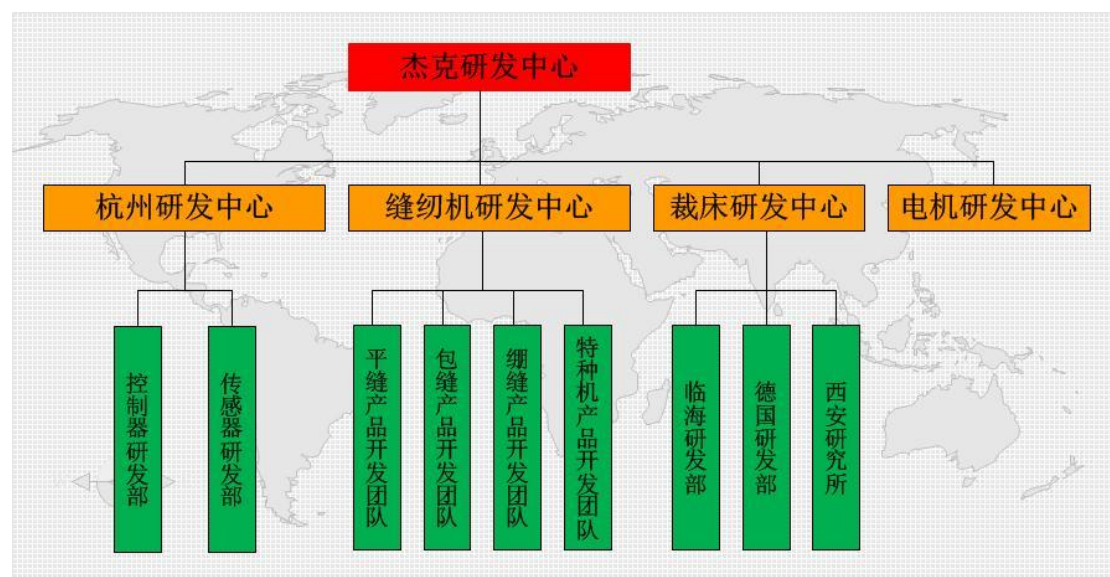 杰克研发中心
杭州研发中心
缝纫机研发中心
裁床研发中心
电机研发中心
控制器研发部
传感器研发部
平缝产品开发团队
包缝产品开发团队
绷缝产品开发团队
特种机产品开发团队
临海研发部
德国研发部
西安研究所